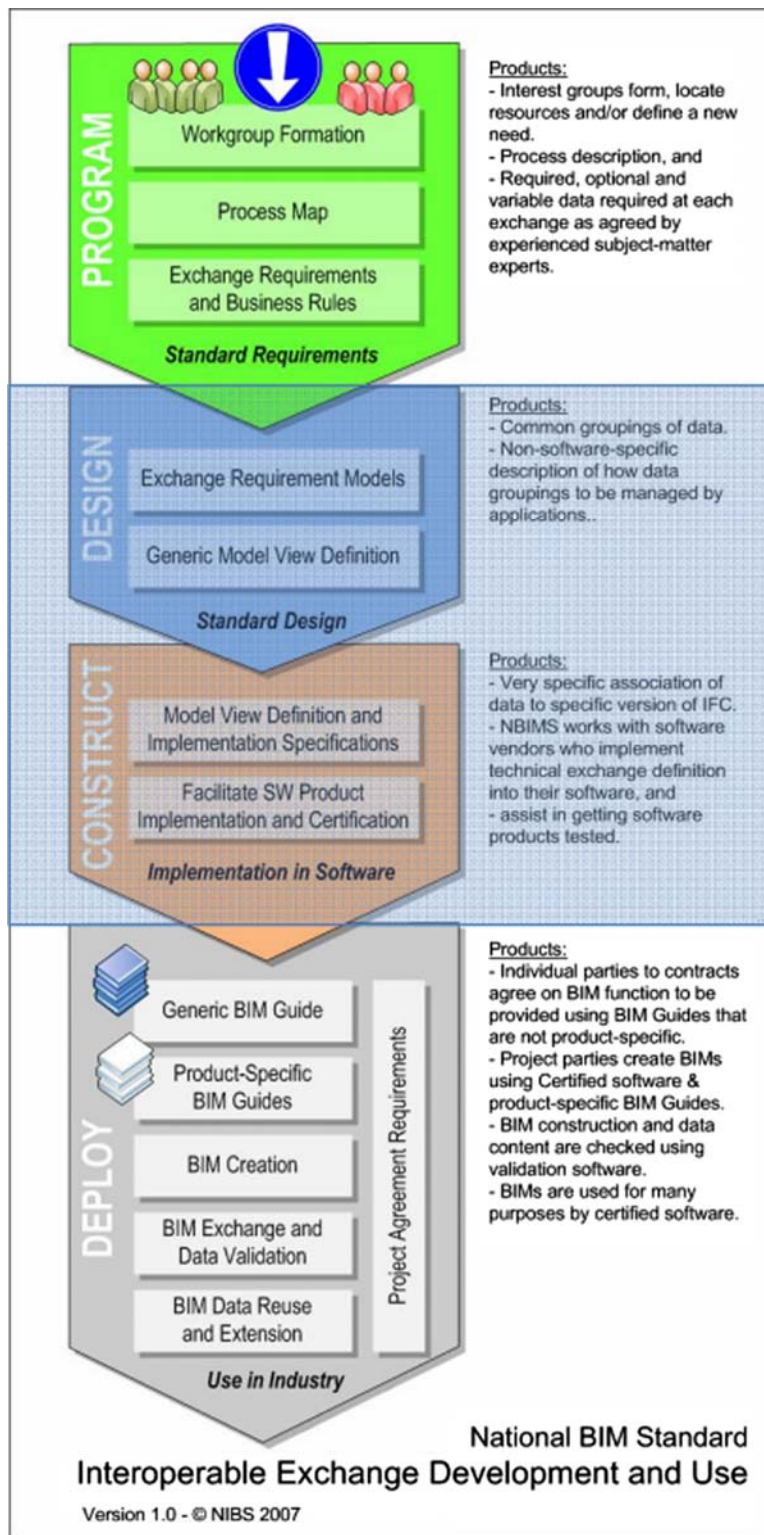 PROGRAM
Workgroup Formation
Process Map
Exchange Requirements
and Business Rules
Standard Requirements
Products:
- Interest groups form, locate
resources and/or define a new
need.
- Process description, and
- Required, optional and
variable data required at each
exchange as agreed by
experienced subject-matter
experts.
DESIGN
Exchange Requirement Models
Generic Model View Definition
Standard Design
Products:
- Common groupings of data.
- Non-software-specific
description of how data
groupings to be managed by
applications..
CONSTRUCT
Model View Definition and
Implementation Specifications
Facilitate SW Product
Implementation and Certification
Implementation in Software
Products:
- Very specific association of
data to specific version of IFC.
- NBIMS works with software
vendors who implement
technical exchange definition
into their software, and
- assist in getting software
products tested.
DEPLOY
Generic BIM Guide
Product-Specific
BIM Guides
BIM Creation
BIM Exchange and
Data Validation
BIM Data Reuse
and Extension
Project Agreement Requirements
Use in Industry
Products:
- Individual parties to contracts
agree on BIM function to be
provided using BIM Guides that
are not product-specific.
- Project parties create BIMs
using Certified software &
product-specific BIM Guides.
- BIM construction and data
content are checked using
validation software.
- BIMs are used for many
purposes by certified software.
National BIM Standard
Interoperable Exchange Development and Use
Version 1.0 - © NIBS 2007